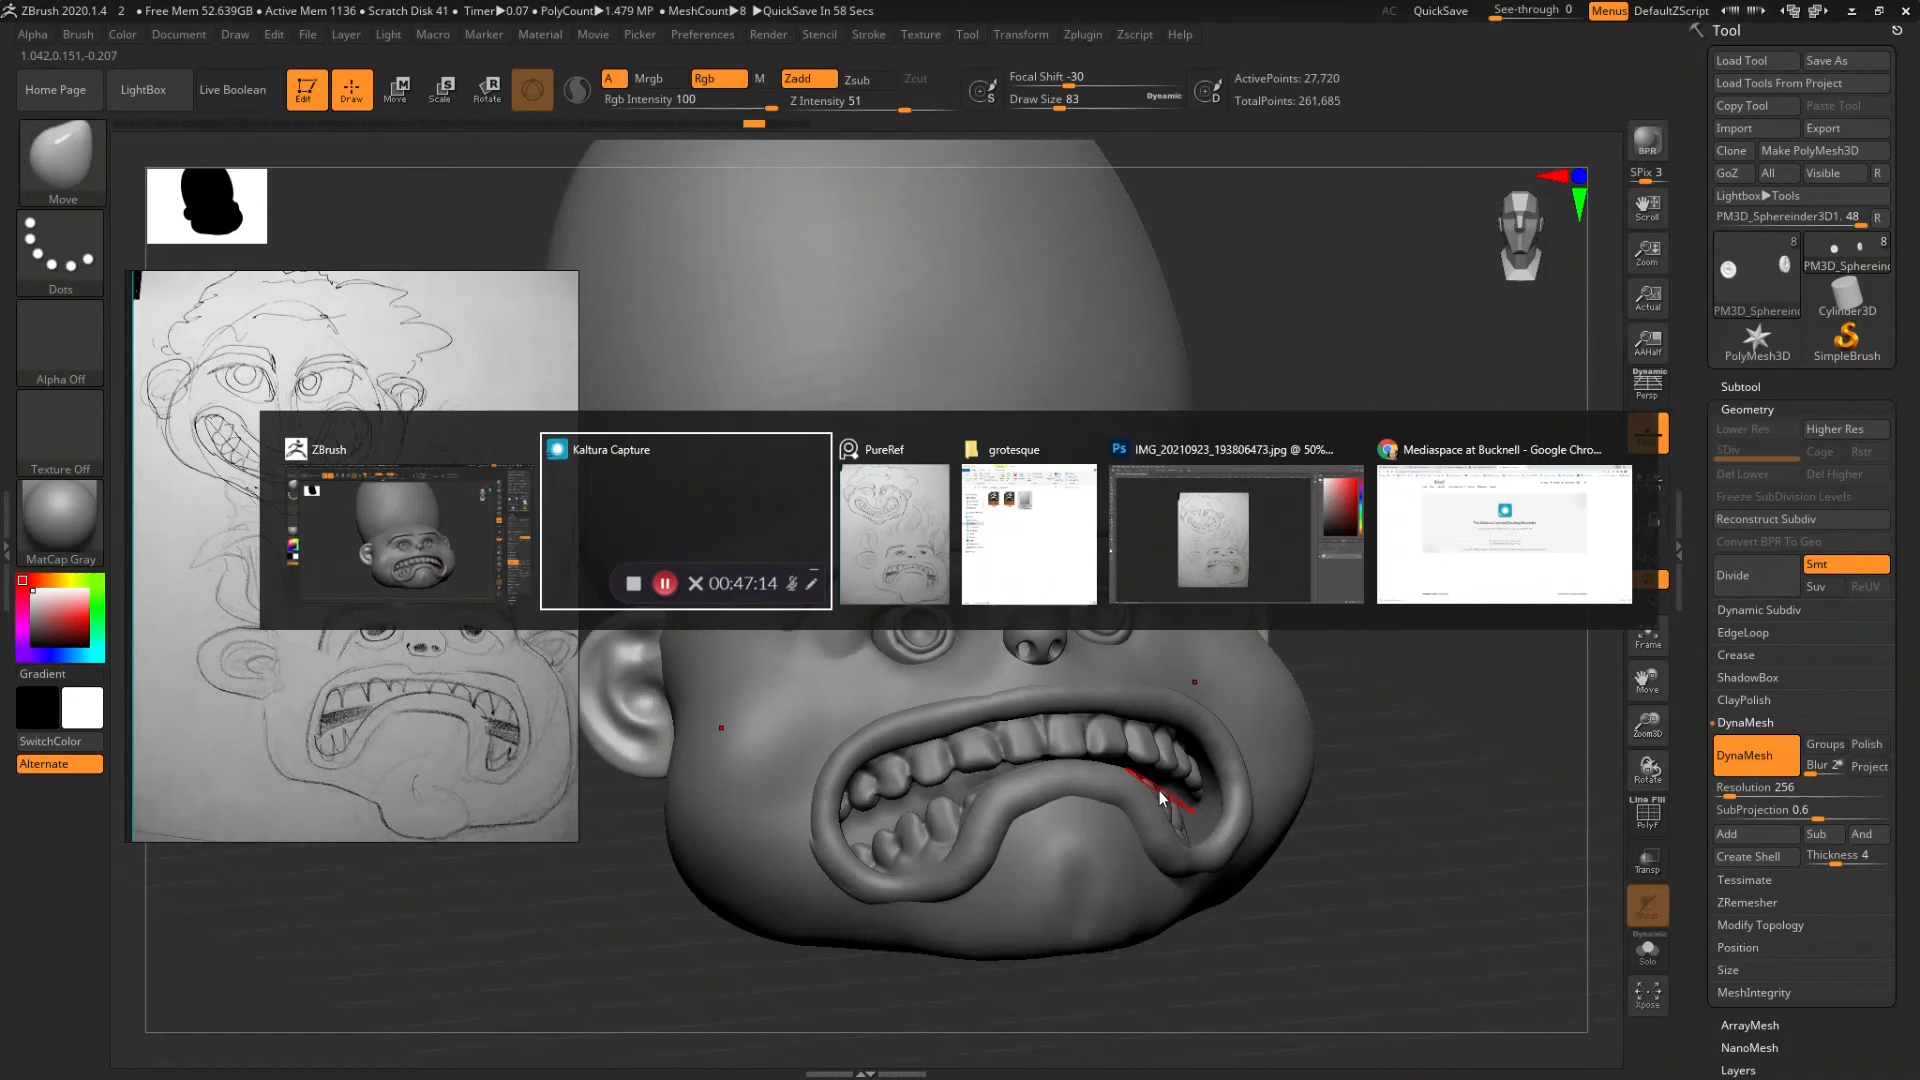 ZBrush 2020.1.4 2 • Free Mem 52.639GB • Active Mem 1136 • Scratch Disk 41 • Timer▶0.07 • PolyCount▶1.479 MP • MeshCount▶8 ▶QuickSave In 58 Secs AC QuickSave See-through 0 Menus DefaultZScript
Alpha Brush Color Document Draw Edit File Layer Light Macro Marker Material Movie Picker Preferences Render Stencil Stroke Texture Tool Transform Zplugin Zscript Help
1.042,0.151,-0.207
Home Page LightBox Live Boolean Edit Draw Move Scale Rotate
A Mrgb Rgb M Zadd Zsub Zcut
Rgb Intensity 100 Z Intensity 51
S
Focal Shift -30
Draw Size 83 Dynamic
D
ActivePoints: 27,720
TotalPoints: 261,685
Move
Dots
Alpha Off
Texture Off
MatCap Gray
Gradient
SwitchColor
Alternate
ZBrush
Kaltura Capture
00:47:14
PureRef
grotesque
Ps IMG_20210923_193806473.jpg @ 50%...
Mediaspace at Bucknell - Google Chro...
BPR
SPix 3
Scroll
Zoom
Actual
AAHalf
Dynamic
Persp
Frame
Move
Zoom3D
Rotate
Line Fill
PolyF
Transp
Ghost
Dynamic
Solo
Xpose
Tool
Load Tool Save As
Load Tools From Project
Copy Tool Paste Tool
Import Export
Clone Make PolyMesh3D
GoZ All Visible R
Lightbox▶Tools
PM3D_Sphereinder3D1. 48 R
8 8
PM3D_Sphereind
PM3D_Sphereind Cylinder3D
PolyMesh3D SimpleBrush
Subtool
Geometry
Lower Res Higher Res
SDiv Cage Rstr
Del Lower Del Higher
Freeze SubDivision Levels
Reconstruct Subdiv
Convert BPR To Geo
Divide Smt
Suv ReUV
Dynamic Subdiv
EdgeLoop
Crease
ShadowBox
ClayPolish
DynaMesh
DynaMesh Groups Polish
Blur 2 Project
Resolution 256
SubProjection 0.6
Add Sub And
Create Shell Thickness 4
Tessimate
ZRemesher
Modify Topology
Position
Size
MeshIntegrity
ArrayMesh
NanoMesh
Layers